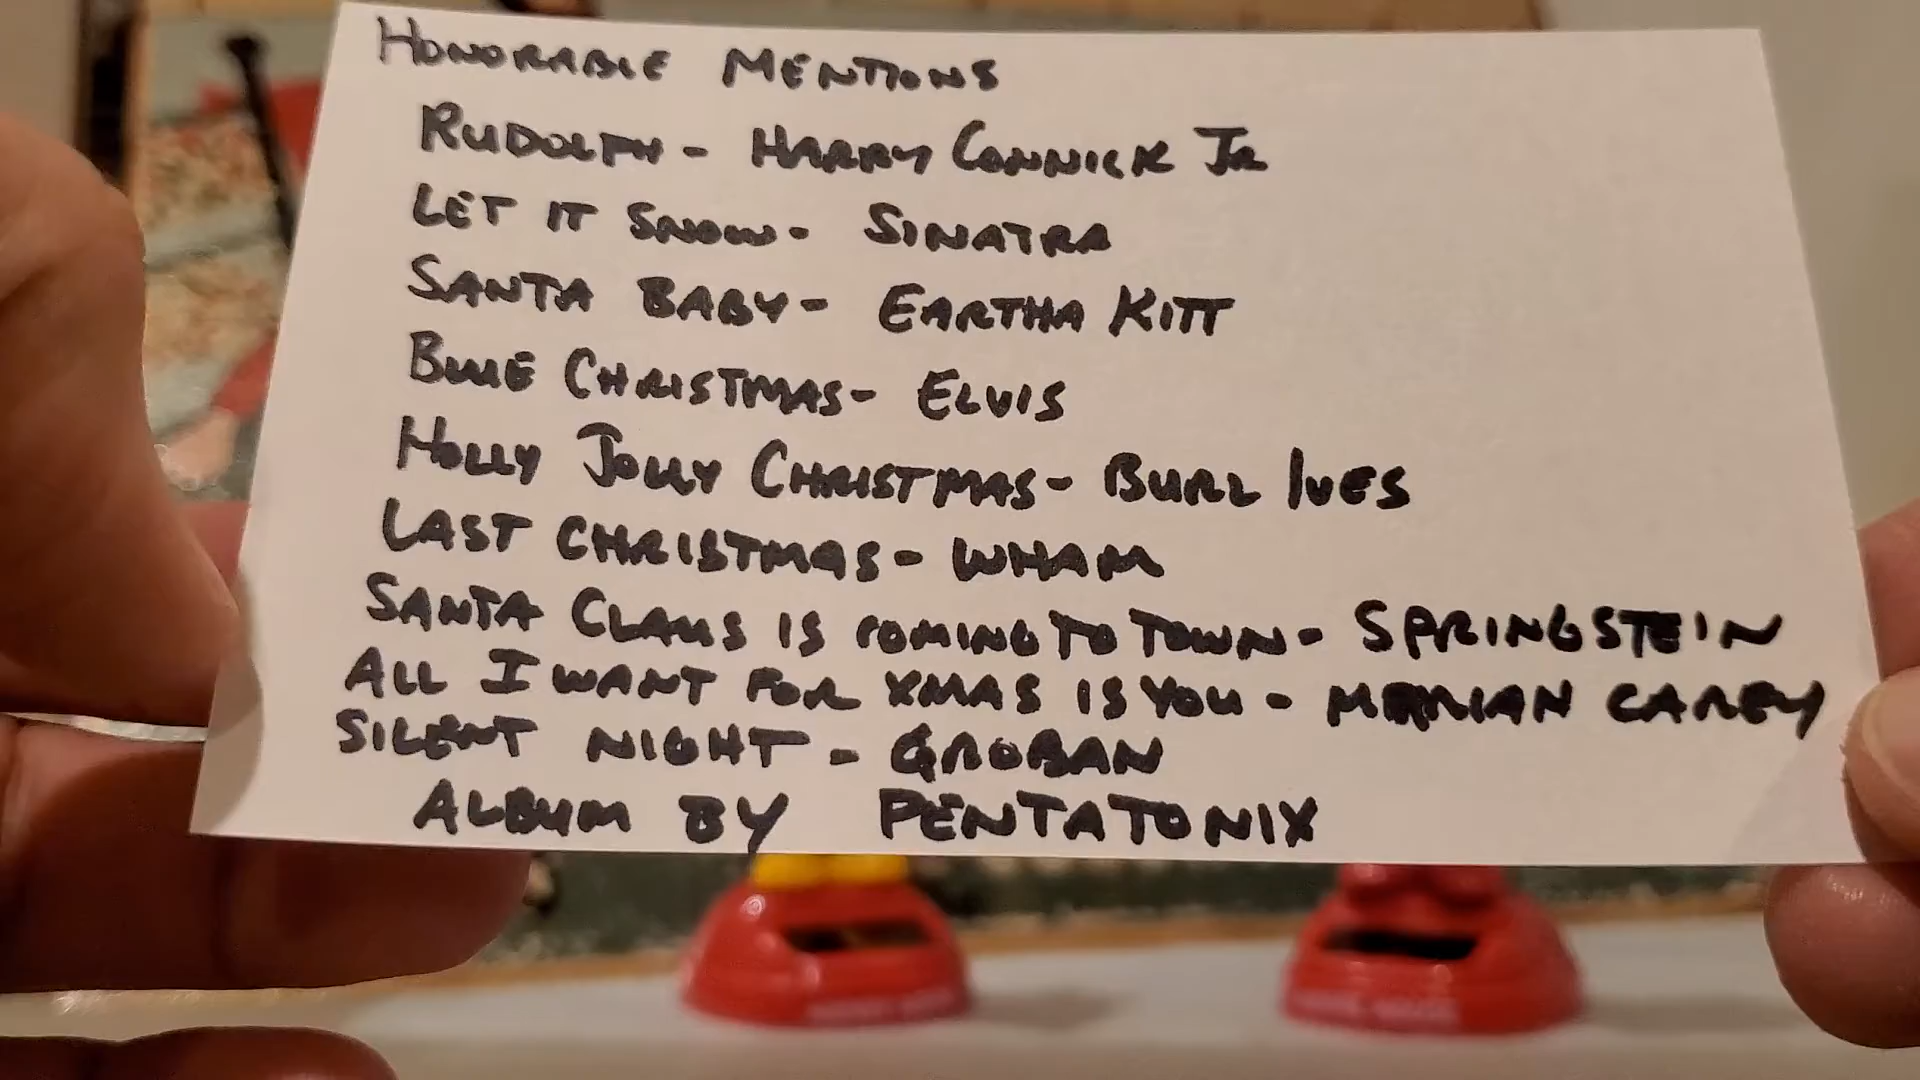 HONORABLE MENTIONS
RUDOLPH - HARRY CONNICK JR
LET IT SNOW - SINATRA
SANTA BABY - EARTHA KITT
BLUE CHRISTMAS - ELVIS
HOLLY JOLLY CHRISTMAS - BURL IVES
LAST CHRISTMAS - WHAM
SANTA CLAUS IS COMING TO TOWN - SPRINGSTEIN
ALL I WANT FOR XMAS IS YOU - MARIAN CAREY
SILENT NIGHT - GROBAN
ALBUM BY PENTATONIX